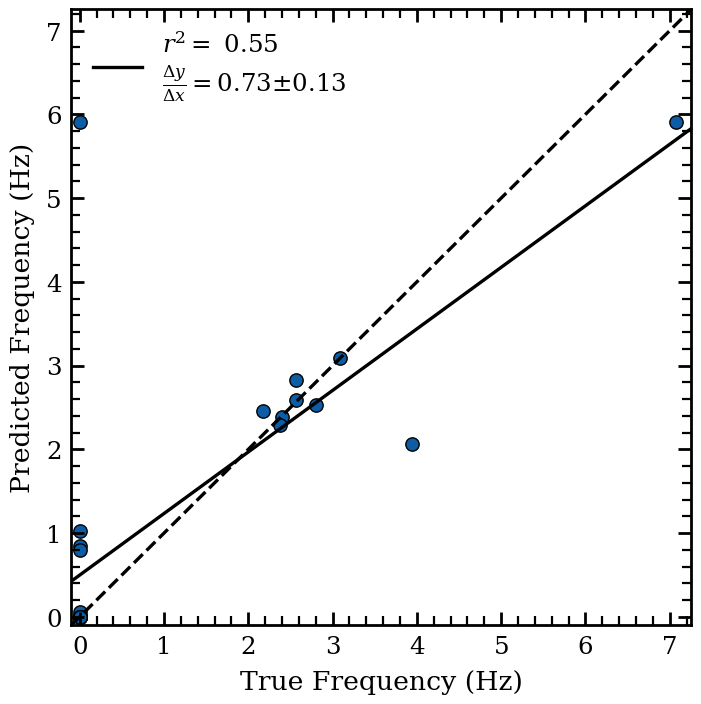 r² = 0.55
Δy/Δx = 0.73±0.13
7
6
5
4
3
2
1
0
Predicted Frequency (Hz)
0 1 2 3 4 5 6 7
True Frequency (Hz)